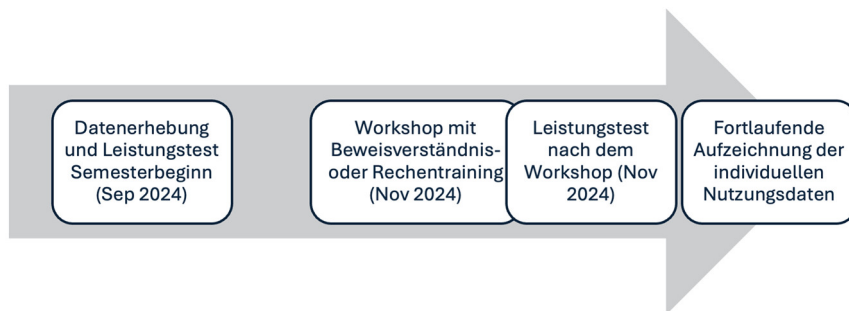 Datenerhebung
und Leistungstest
Semesterbeginn
(Sep 2024)
Workshop mit
Beweisverständnis-
oder Rechentraining
(Nov 2024)
Leistungstest
nach dem
Workshop (Nov
2024)
Fortlaufende
Aufzeichnung der
individuellen
Nutzungsdaten